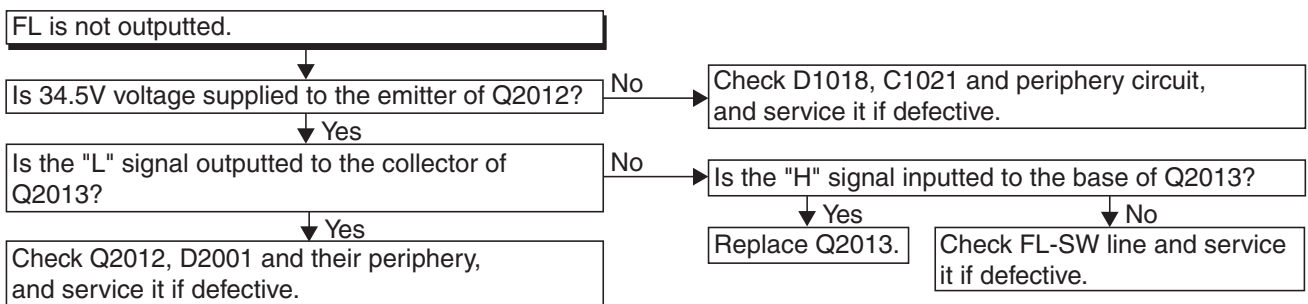 FL is not outputted.
Is 34.5V voltage supplied to the emitter of Q2012?
No
Check D1018, C1021 and periphery circuit,
and service it if defective.
Yes
Is the "L" signal outputted to the collector of
Q2013?
No
Is the "H" signal inputted to the base of Q2013?
Yes
Replace Q2013.
No
Check FL-SW line and service
it if defective.
Yes
Check Q2012, D2001 and their periphery,
and service it if defective.